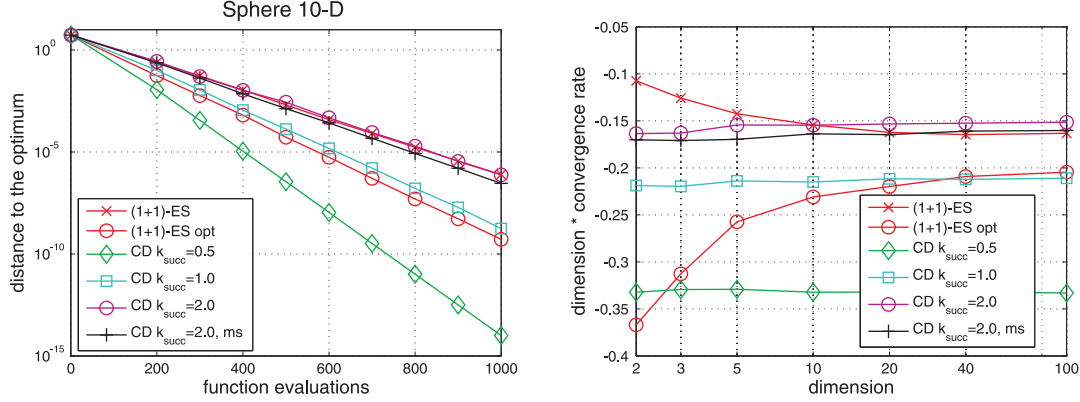 Sphere 10-D
distance to the optimum
10^0
10^-5
10^-10
10^-15
0
200
400
600
800
1000
function evaluations
(1+1)-ES
(1+1)-ES opt
CD k_succ=0.5
CD k_succ=1.0
CD k_succ=2.0
CD k_succ=2.0, ms
dimension * convergence rate
-0.05
-0.1
-0.15
-0.2
-0.25
-0.3
-0.35
-0.4
2
3
5
10
20
40
100
dimension
(1+1)-ES
(1+1)-ES opt
CD k_succ=0.5
CD k_succ=1.0
CD k_succ=2.0
CD k_succ=2.0, ms